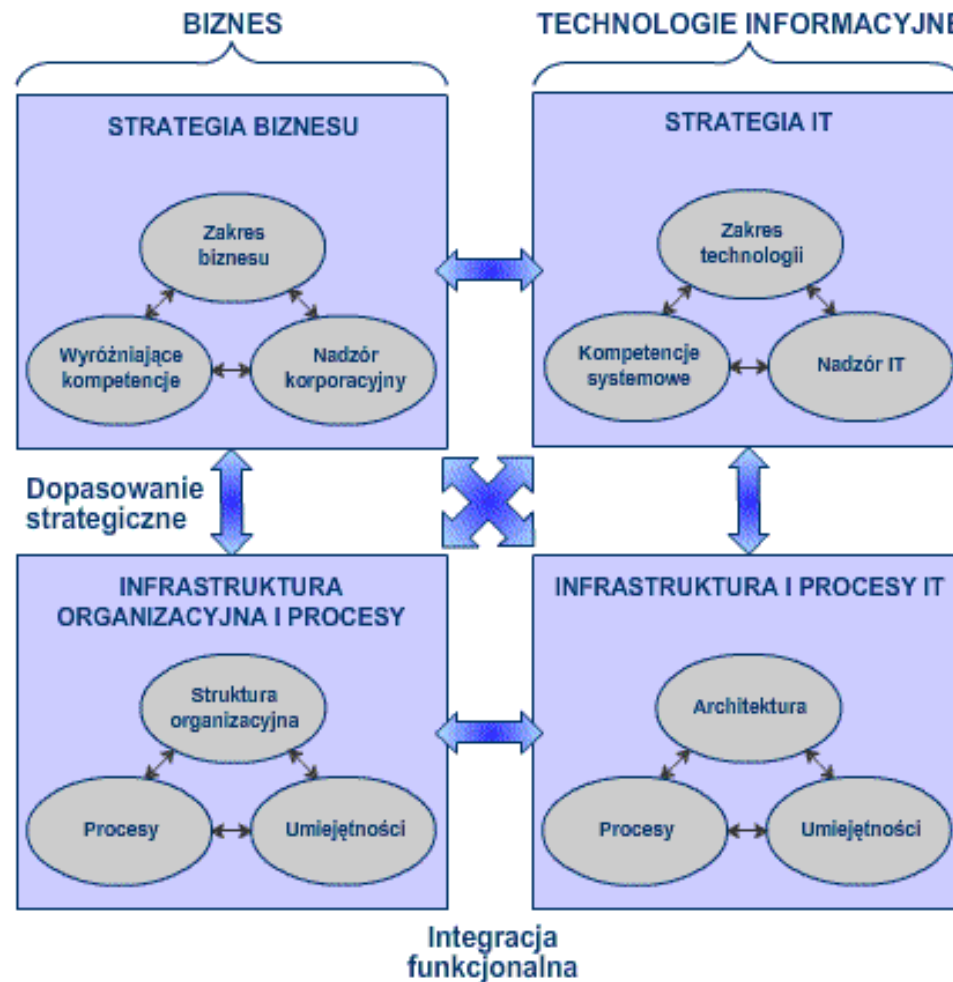 BIZNES
TECHNOLOGIE INFORMACYJNE
STRATEGIA BIZNESU
Zakres
biznesu
Wyróżniające
kompetencje
Nadzór
korporacyjny
STRATEGIA IT
Zakres
technologii
Kompetencje
systemowe
Nadzór IT
Dopasowanie
strategiczne
INFRASTRUKTURA
ORGANIZACYJNA I PROCESY
Struktura
organizacyjna
Procesy
Umiejętności
INFRASTRUKTURA I PROCESY IT
Architektura
Procesy
Umiejętności
Integracja
funkcjonalna